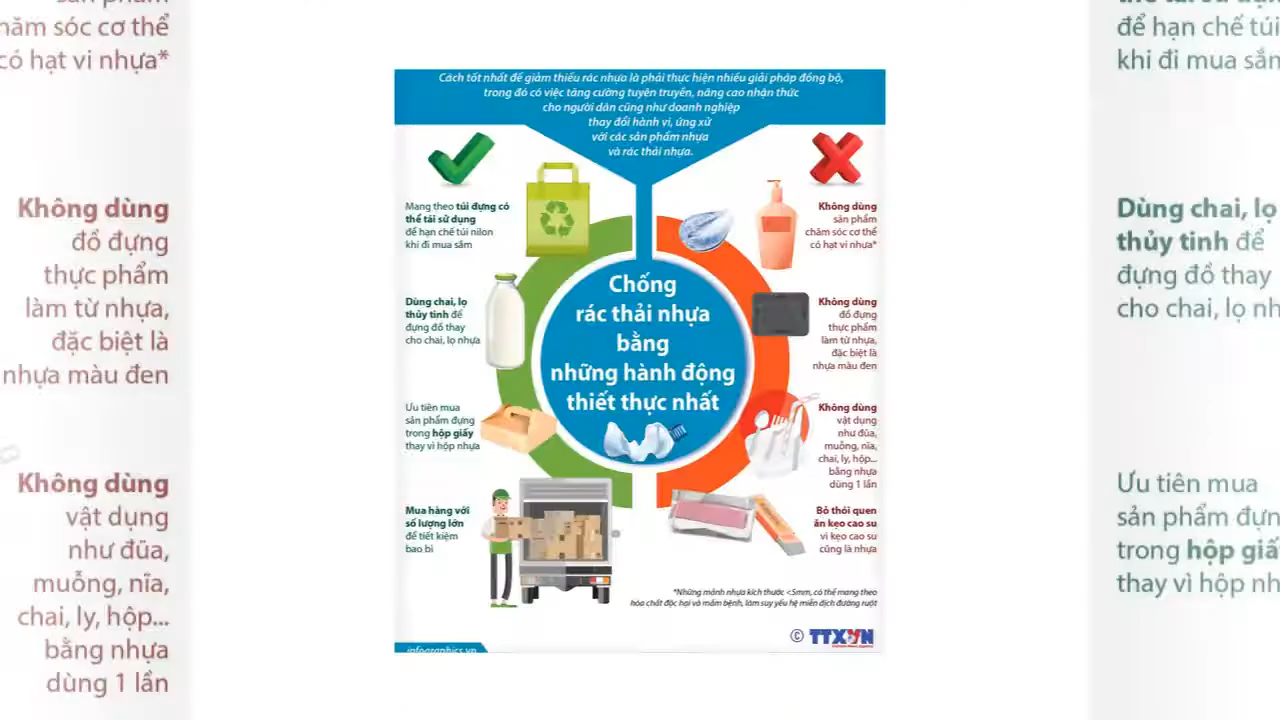 sản phẩm
chăm sóc cơ thể
có hạt vi nhựa*
Không dùng
đồ đựng
thực phẩm
làm từ nhựa,
đặc biệt là
nhựa màu đen
Không dùng
vật dụng
như đũa,
muỗng, nĩa,
chai, ly, hộp...
bằng nhựa
dùng 1 lần
Cách tốt nhất để giảm thiểu rác nhựa là phải thực hiện nhiều giải pháp đồng bộ,
trong đó có việc tăng cường tuyên truyền, nâng cao nhận thức
cho người dân cũng như doanh nghiệp
thay đổi hành vi, ứng xử
với các sản phẩm nhựa
và rác thải nhựa.
Mang theo túi đựng có
thể tái sử dụng
để hạn chế túi nilon
khi đi mua sắm
Dùng chai, lọ
thủy tinh để
đựng đồ thay
cho chai, lọ nhựa
Ưu tiên mua
sản phẩm đựng
trong hộp giấy
thay vì hộp nhựa
Mua hàng với
số lượng lớn
để tiết kiệm
bao bì
Chống
rác thải nhựa
bằng
những hành động
thiết thực nhất
Không dùng
sản phẩm
chăm sóc cơ thể
có hạt vi nhựa*
Không dùng
đồ đựng
thực phẩm
làm từ nhựa,
đặc biệt là
nhựa màu đen
Không dùng
vật dụng
như đũa,
muỗng, nĩa,
chai, ly, hộp...
bằng nhựa
dùng 1 lần
Bỏ thói quen
ăn kẹo cao su
vì kẹo cao su
cũng là nhựa
*Những mảnh nhựa kích thước <5mm, có thể mang theo
hóa chất độc hại và mầm bệnh, làm suy yếu hệ miễn dịch đường ruột
© TTXVN
infographics.vn
thể tái sử dụn
để hạn chế túi
khi đi mua sắm
Dùng chai, lọ
thủy tinh để
đựng đồ thay
cho chai, lọ nh
Ưu tiên mua
sản phẩm đựn
trong hộp giấ
thay vì hộp nh